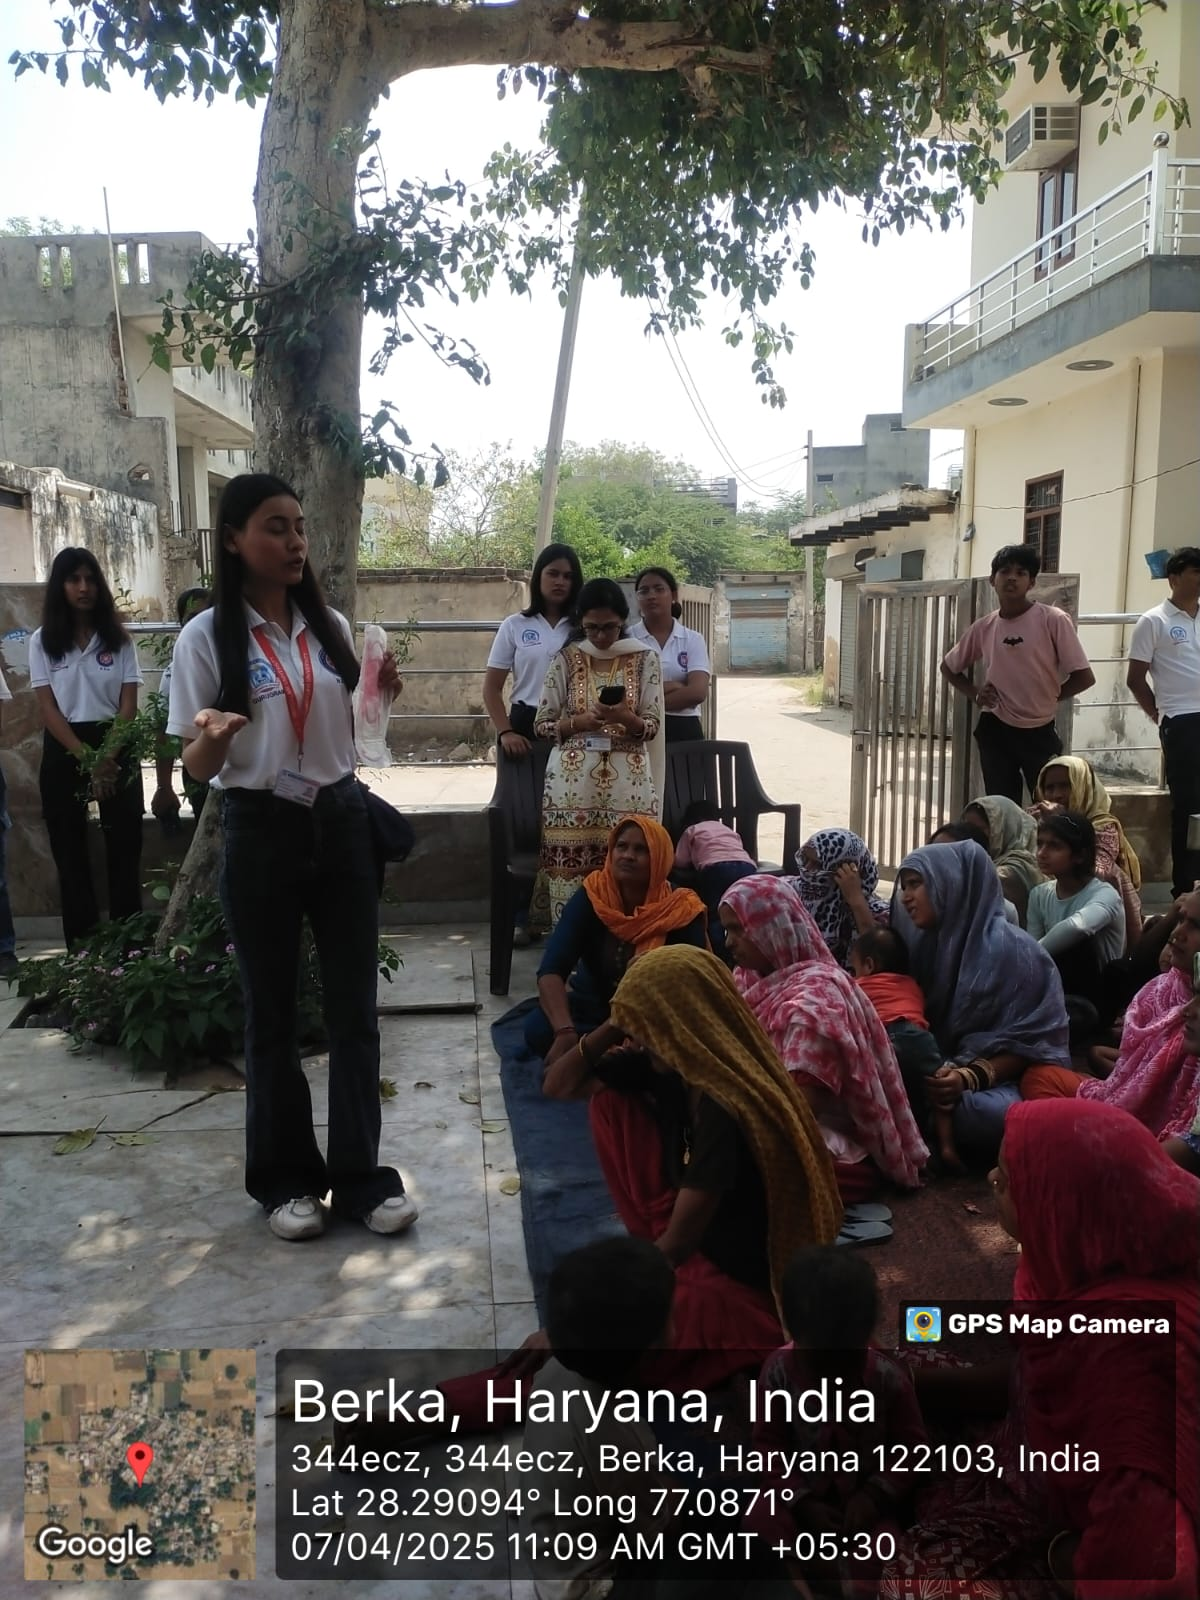 GURUGRAM
GPS Map Camera
Berka, Haryana, India
344ecz, 344ecz, Berka, Haryana 122103, India
Lat 28.29094° Long 77.0871°
07/04/2025 11:09 AM GMT +05:30
Google